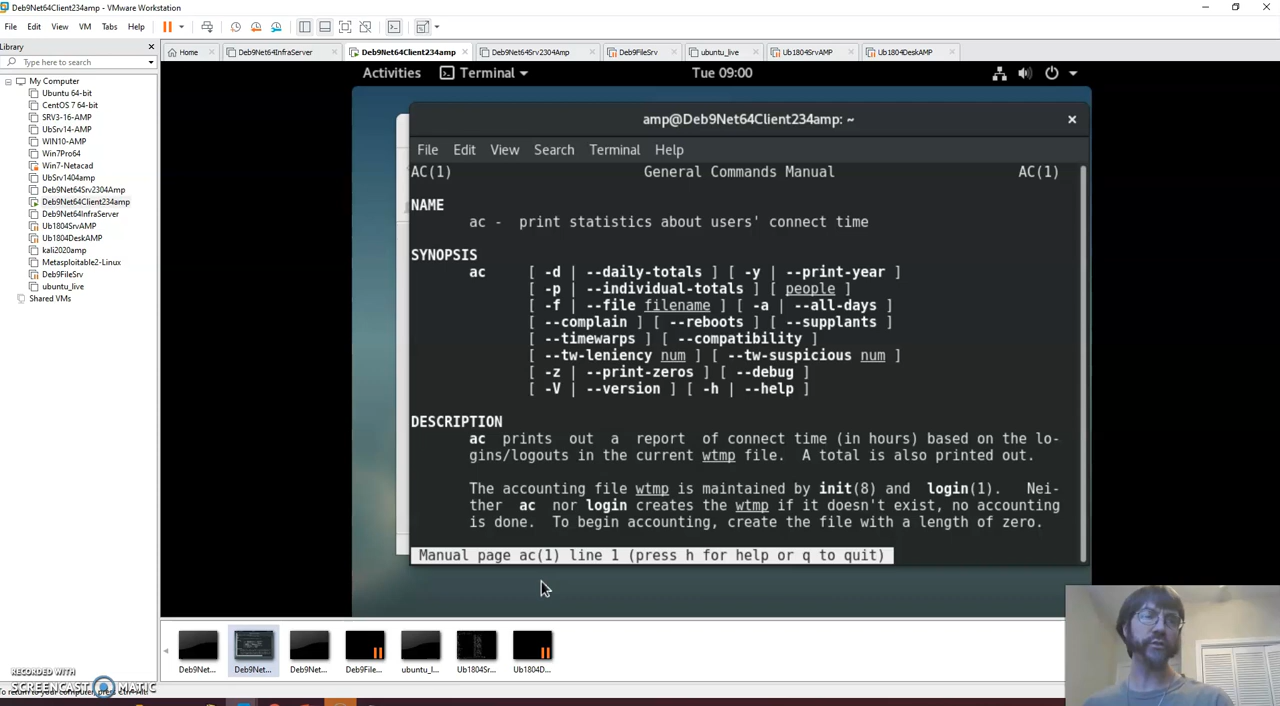 Deb9Net64Client234amp - VMware Workstation
File Edit View VM Tabs Help
Library
Type here to search
My Computer
Ubuntu 64-bit
CentOS 7 64-bit
SRV3-16-AMP
UbSrv14-AMP
WIN10-AMP
Win7Pro64
Win7-Netacad
UbSrv1404amp
Deb9Net64Srv2304Amp
Deb9Net64Client234amp
Deb9Net64InfraServer
Ub1804SrvAMP
Ub1804DeskAMP
kali2020amp
Metasploitable2-Linux
Deb9FileSrv
ubuntu_live
Shared VMs
Home Deb9Net64InfraServer Deb9Net64Client234amp Deb9Net64Srv2304Amp Deb9FileSrv ubuntu_live Ub1804SrvAMP Ub1804DeskAMP
Activities Terminal Tue 09:00
amp@Deb9Net64Client234amp: ~
File Edit View Search Terminal Help
AC(1) General Commands Manual AC(1)
NAME
ac - print statistics about users' connect time
SYNOPSIS
ac [ -d | --daily-totals ] [ -y | --print-year ]
[ -p | --individual-totals ] [ people ]
[ -f | --file filename ] [ -a | --all-days ]
[ --complain ] [ --reboots ] [ --supplants ]
[ --timewarps ] [ --compatibility ]
[ --tw-leniency num ] [ --tw-suspicious num ]
[ -z | --print-zeros ] [ --debug ]
[ -V | --version ] [ -h | --help ]
DESCRIPTION
ac prints out a report of connect time (in hours) based on the lo-
gins/logouts in the current wtmp file. A total is also printed out.
The accounting file wtmp is maintained by init(8) and login(1). Nei-
ther ac nor login creates the wtmp if it doesn't exist, no accounting
is done. To begin accounting, create the file with a length of zero.
Manual page ac(1) line 1 (press h for help or q to quit)
Deb9Net... Deb9Net... Deb9Net... Deb9File... ubuntu_l... Ub1804Sr... Ub1804D...
RECORDED WITH
SCREENCAST MATIC
To return to your computer, press Ctrl+Alt.